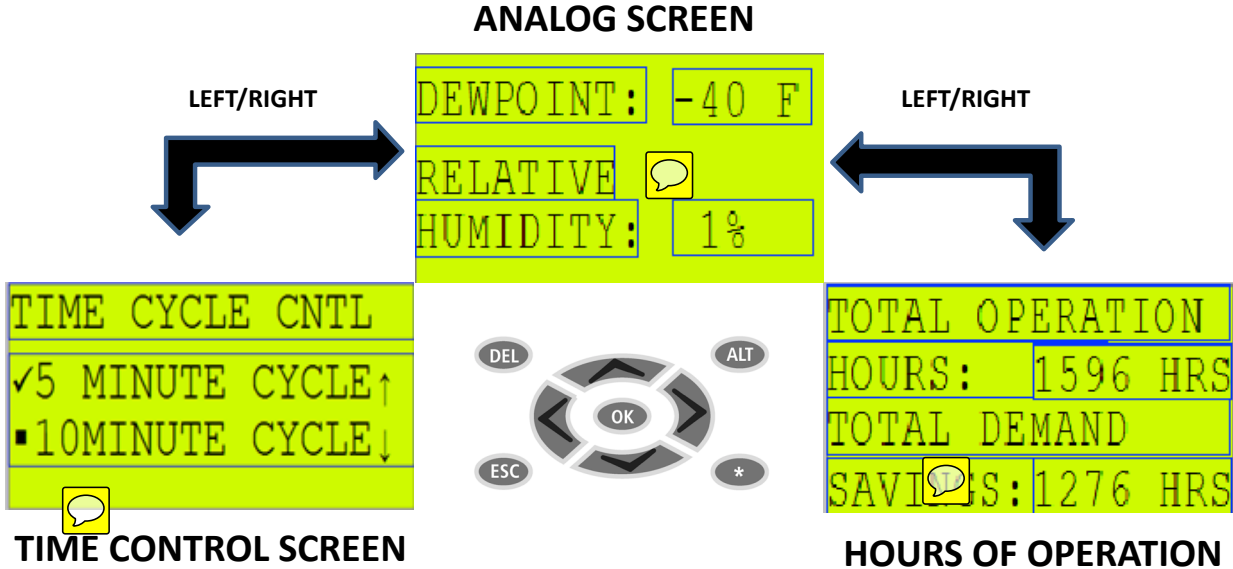 ANALOG SCREEN
LEFT/RIGHT
LEFT/RIGHT
DEWPOINT: -40 F
RELATIVE
HUMIDITY: 1%
TIME CYCLE CNTL
✓5 MINUTE CYCLE↑
▪10MINUTE CYCLE↓
TIME CONTROL SCREEN
DEL
ALT
OK
ESC
*
TOTAL OPERATION
HOURS: 1596 HRS
TOTAL DEMAND
SAVINGS: 1276 HRS
HOURS OF OPERATION